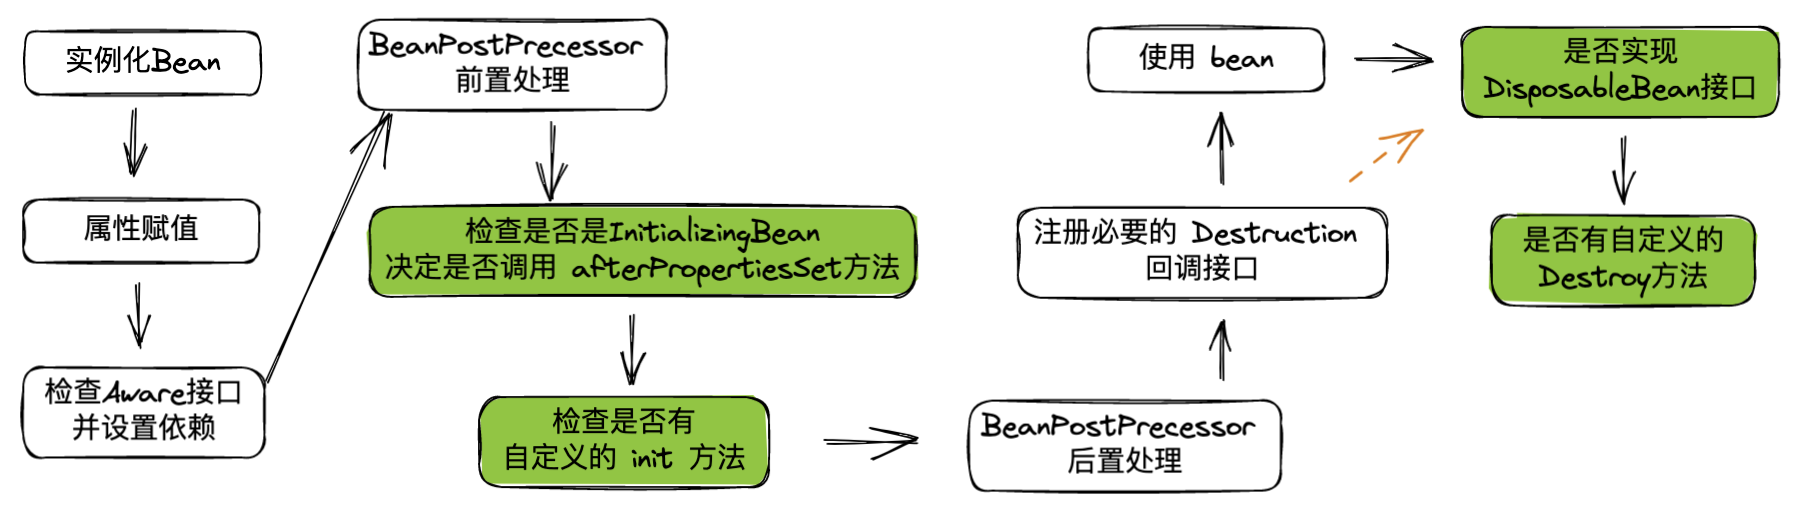 实例化Bean
属性赋值
检查Aware接口
并设置依赖
BeanPostPrecessor
前置处理
检查是否是InitializingBean
决定是否调用 afterPropertiesSet方法
检查是否有
自定义的 init 方法
BeanPostPrecessor
后置处理
注册必要的 Destruction
回调接口
使用 bean
是否实现
DisposableBean接口
是否有自定义的
Destroy方法